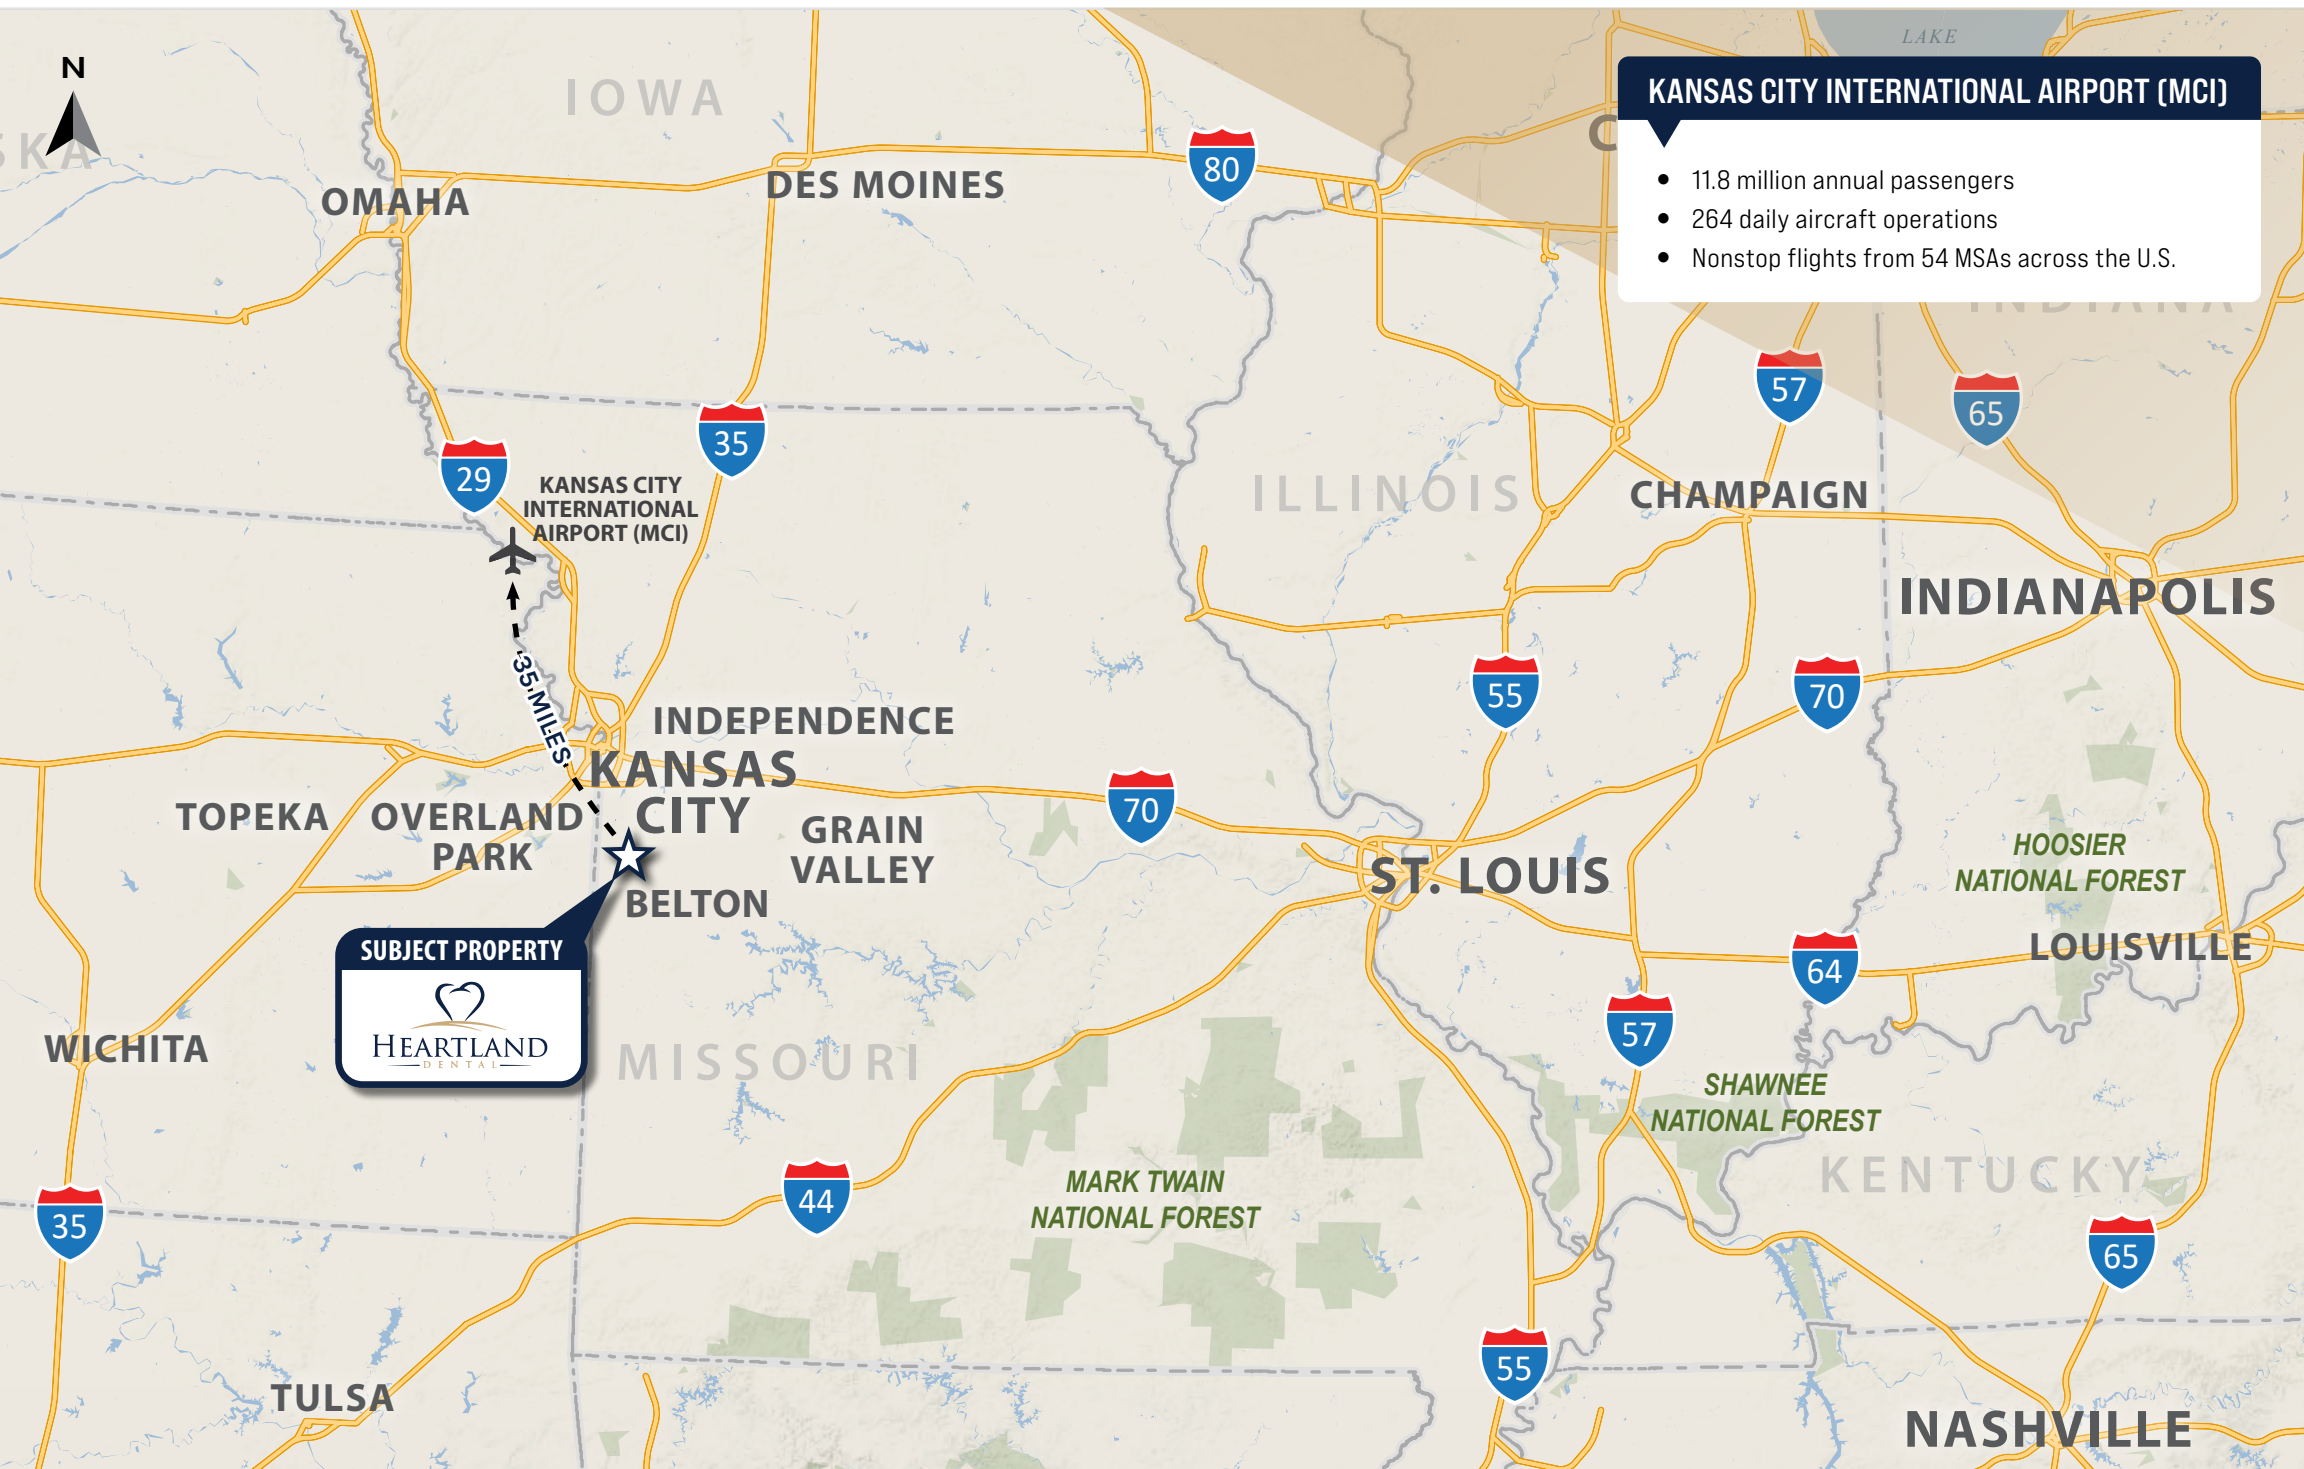 LAKE
N
KANSAS CITY INTERNATIONAL AIRPORT (MCI)
• 11.8 million annual passengers
• 264 daily aircraft operations
• Nonstop flights from 54 MSAs across the U.S.
IOWA
SKA
C
OMAHA
DES MOINES
80
INDIANA
57
65
35
29
KANSAS CITY
INTERNATIONAL
AIRPORT (MCI)
ILLINOIS
CHAMPAIGN
INDIANAPOLIS
35 MILES
55
70
INDEPENDENCE
KANSAS
CITY
70
TOPEKA
OVERLAND
PARK
GRAIN
VALLEY
ST. LOUIS
HOOSIER
NATIONAL FOREST
BELTON
LOUISVILLE
SUBJECT PROPERTY
HEARTLAND
DENTAL
64
57
WICHITA
MISSOURI
SHAWNEE
NATIONAL FOREST
KENTUCKY
MARK TWAIN
NATIONAL FOREST
44
35
65
55
TULSA
NASHVILLE